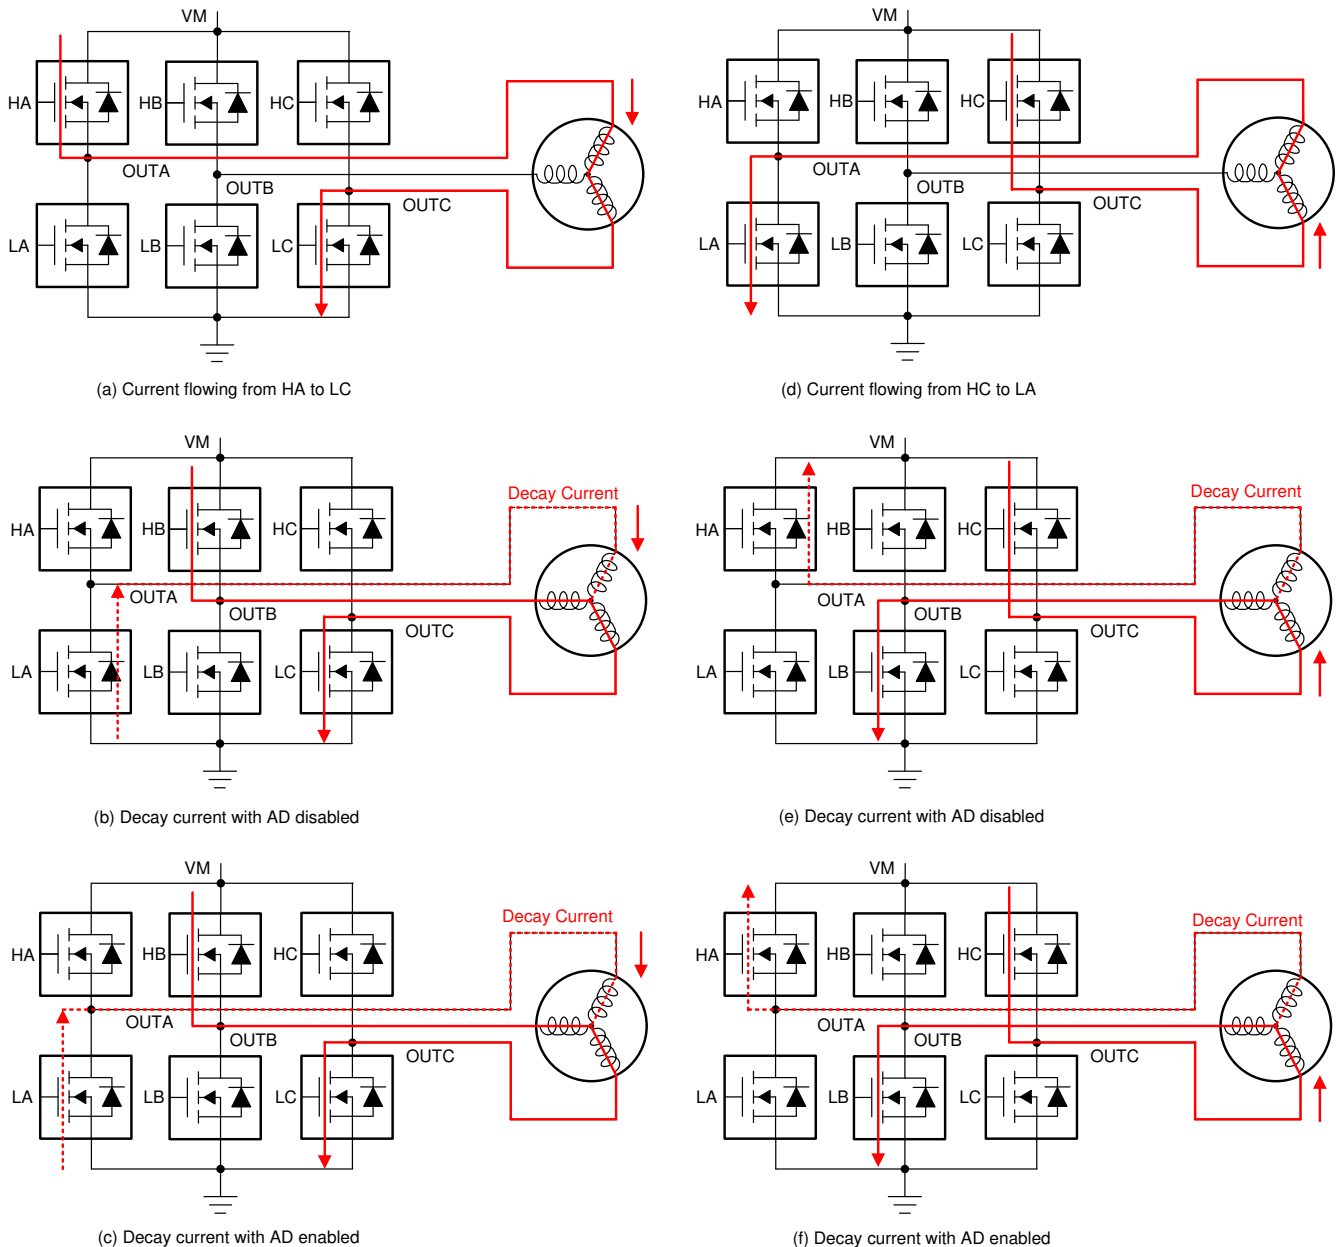 VM
HA
HB
HC
OUTA
OUTB
OUTC
LA
LB
LC
(a) Current flowing from HA to LC
VM
HA
HC
OUTA
OUTB
OUTC
LA
LB
LC
(d) Current flowing from HC to LA
VM
Decay Current
HA
HB
HC
OUTA
OUTB
OUTC
LA
LB
LC
(b) Decay current with AD disabled
VM
Decay Current
HA
HB
HC
OUTA
OUTB
OUTC
LA
LB
LC
(e) Decay current with AD disabled
VM
Decay Current
HA
HB
HC
OUTA
OUTB
OUTC
LA
LB
LC
(c) Decay current with AD enabled
VM
Decay Current
HA
HB
HC
OUTA
OUTB
OUTC
LA
LB
LC
(f) Decay current with AD enabled